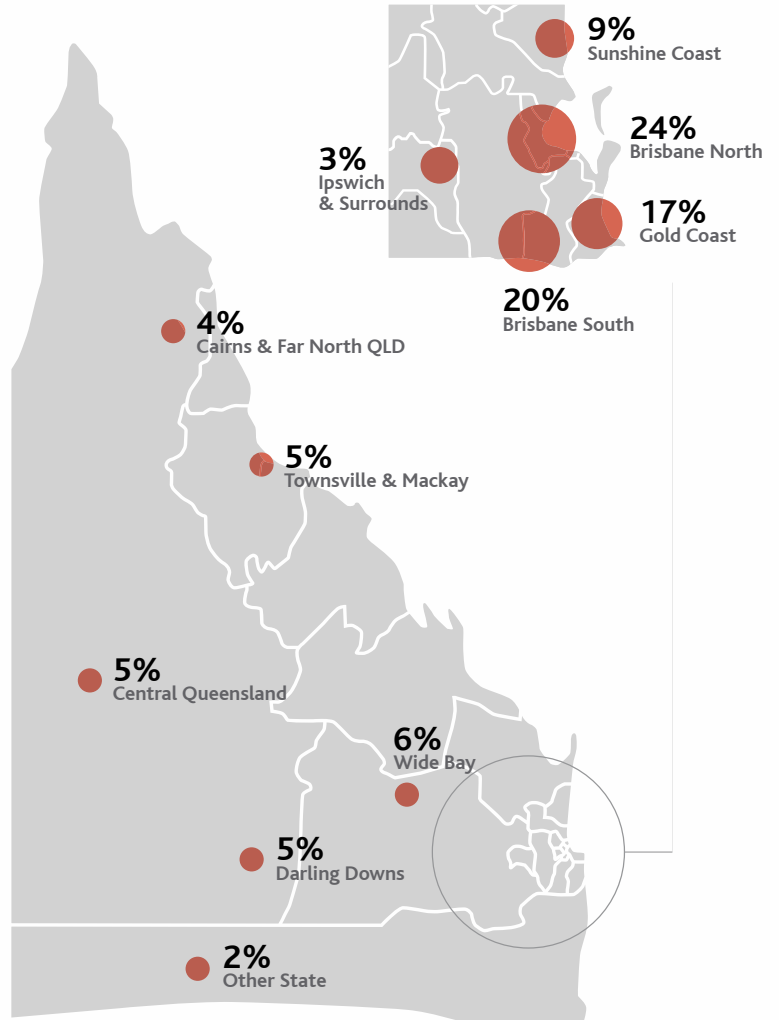 9%
Sunshine Coast
24%
Brisbane North
3%
Ipswich
& Surrounds
17%
Gold Coast
20%
Brisbane South
4%
Cairns & Far North QLD
5%
Townsville & Mackay
5%
Central Queensland
6%
Wide Bay
5%
Darling Downs
2%
Other State